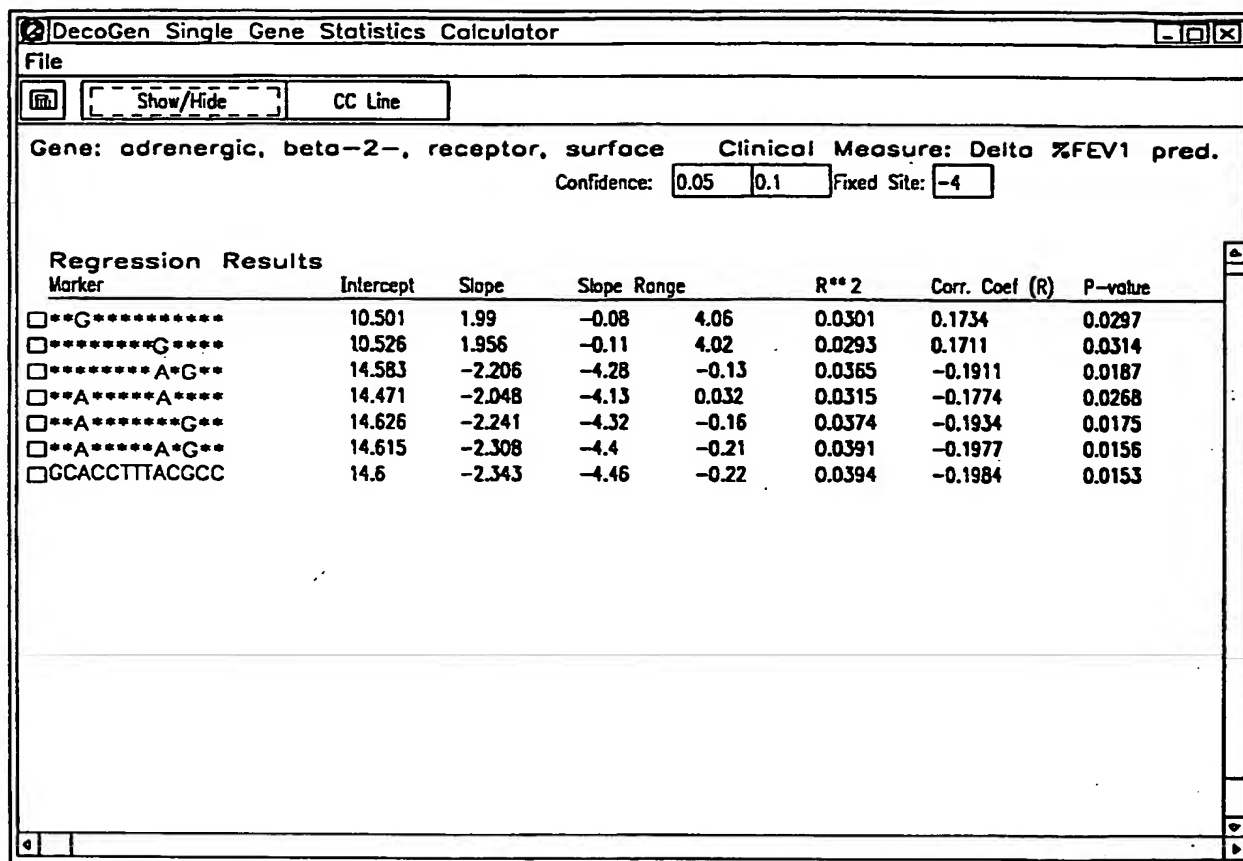 DecoGen Single Gene Statistics Calculator
File
Show/Hide CC Line
Gene: adrenergic, beta-2-, receptor, surface Clinical Measure: Delta %FEV1 pred.
Confidence: 0.05 0.1 Fixed Site: -4
Regression Results
Marker Intercept Slope Slope Range R** 2 Corr. Coef (R) P-value
**G********** 10.501 1.99 -0.08 4.06 0.0301 0.1734 0.0297
********G**** 10.526 1.956 -0.11 4.02 0.0293 0.1711 0.0314
********A*G** 14.583 -2.206 -4.28 -0.13 0.0365 -0.1911 0.0187
**A*****A**** 14.471 -2.048 -4.13 0.032 0.0315 -0.1774 0.0268
**A*******G** 14.626 -2.241 -4.32 -0.16 0.0374 -0.1934 0.0175
**A*****A*G** 14.615 -2.308 -4.4 -0.21 0.0391 -0.1977 0.0156
GCACCTTTACGCC 14.6 -2.343 -4.46 -0.22 0.0394 -0.1984 0.0153